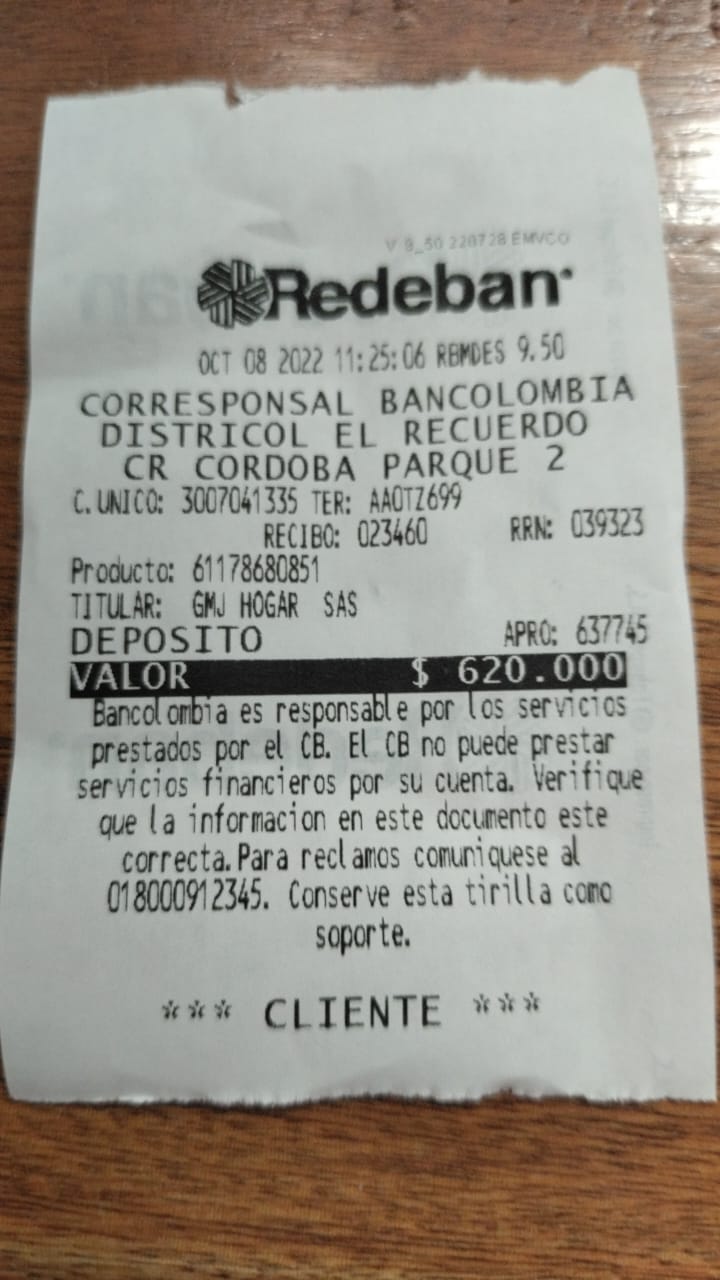 V 9_50 220728 EMVCO
Redeban
OCT 08 2022 11:25:06 RBMDES 9.50
CORRESPONSAL BANCOLOMBIA
DISTRICOL EL RECUERDO
CR CORDOBA PARQUE 2
C.UNICO: 3007041335 TER: AAOTZ699
RECIBO: 023460 RRN: 039323
Producto: 61178680851
TITULAR: GMJ HOGAR SAS
DEPOSITO APRO: 637745
VALOR $ 620.000
Bancolombia es responsable por los servicios
prestados por el CB. El CB no puede prestar
servicios financieros por su cuenta. Verifique
que la informacion en este documento este
correcta.Para reclamos comuniquese al
018000912345. Conserve esta tirilla como
soporte.
*** CLIENTE ***